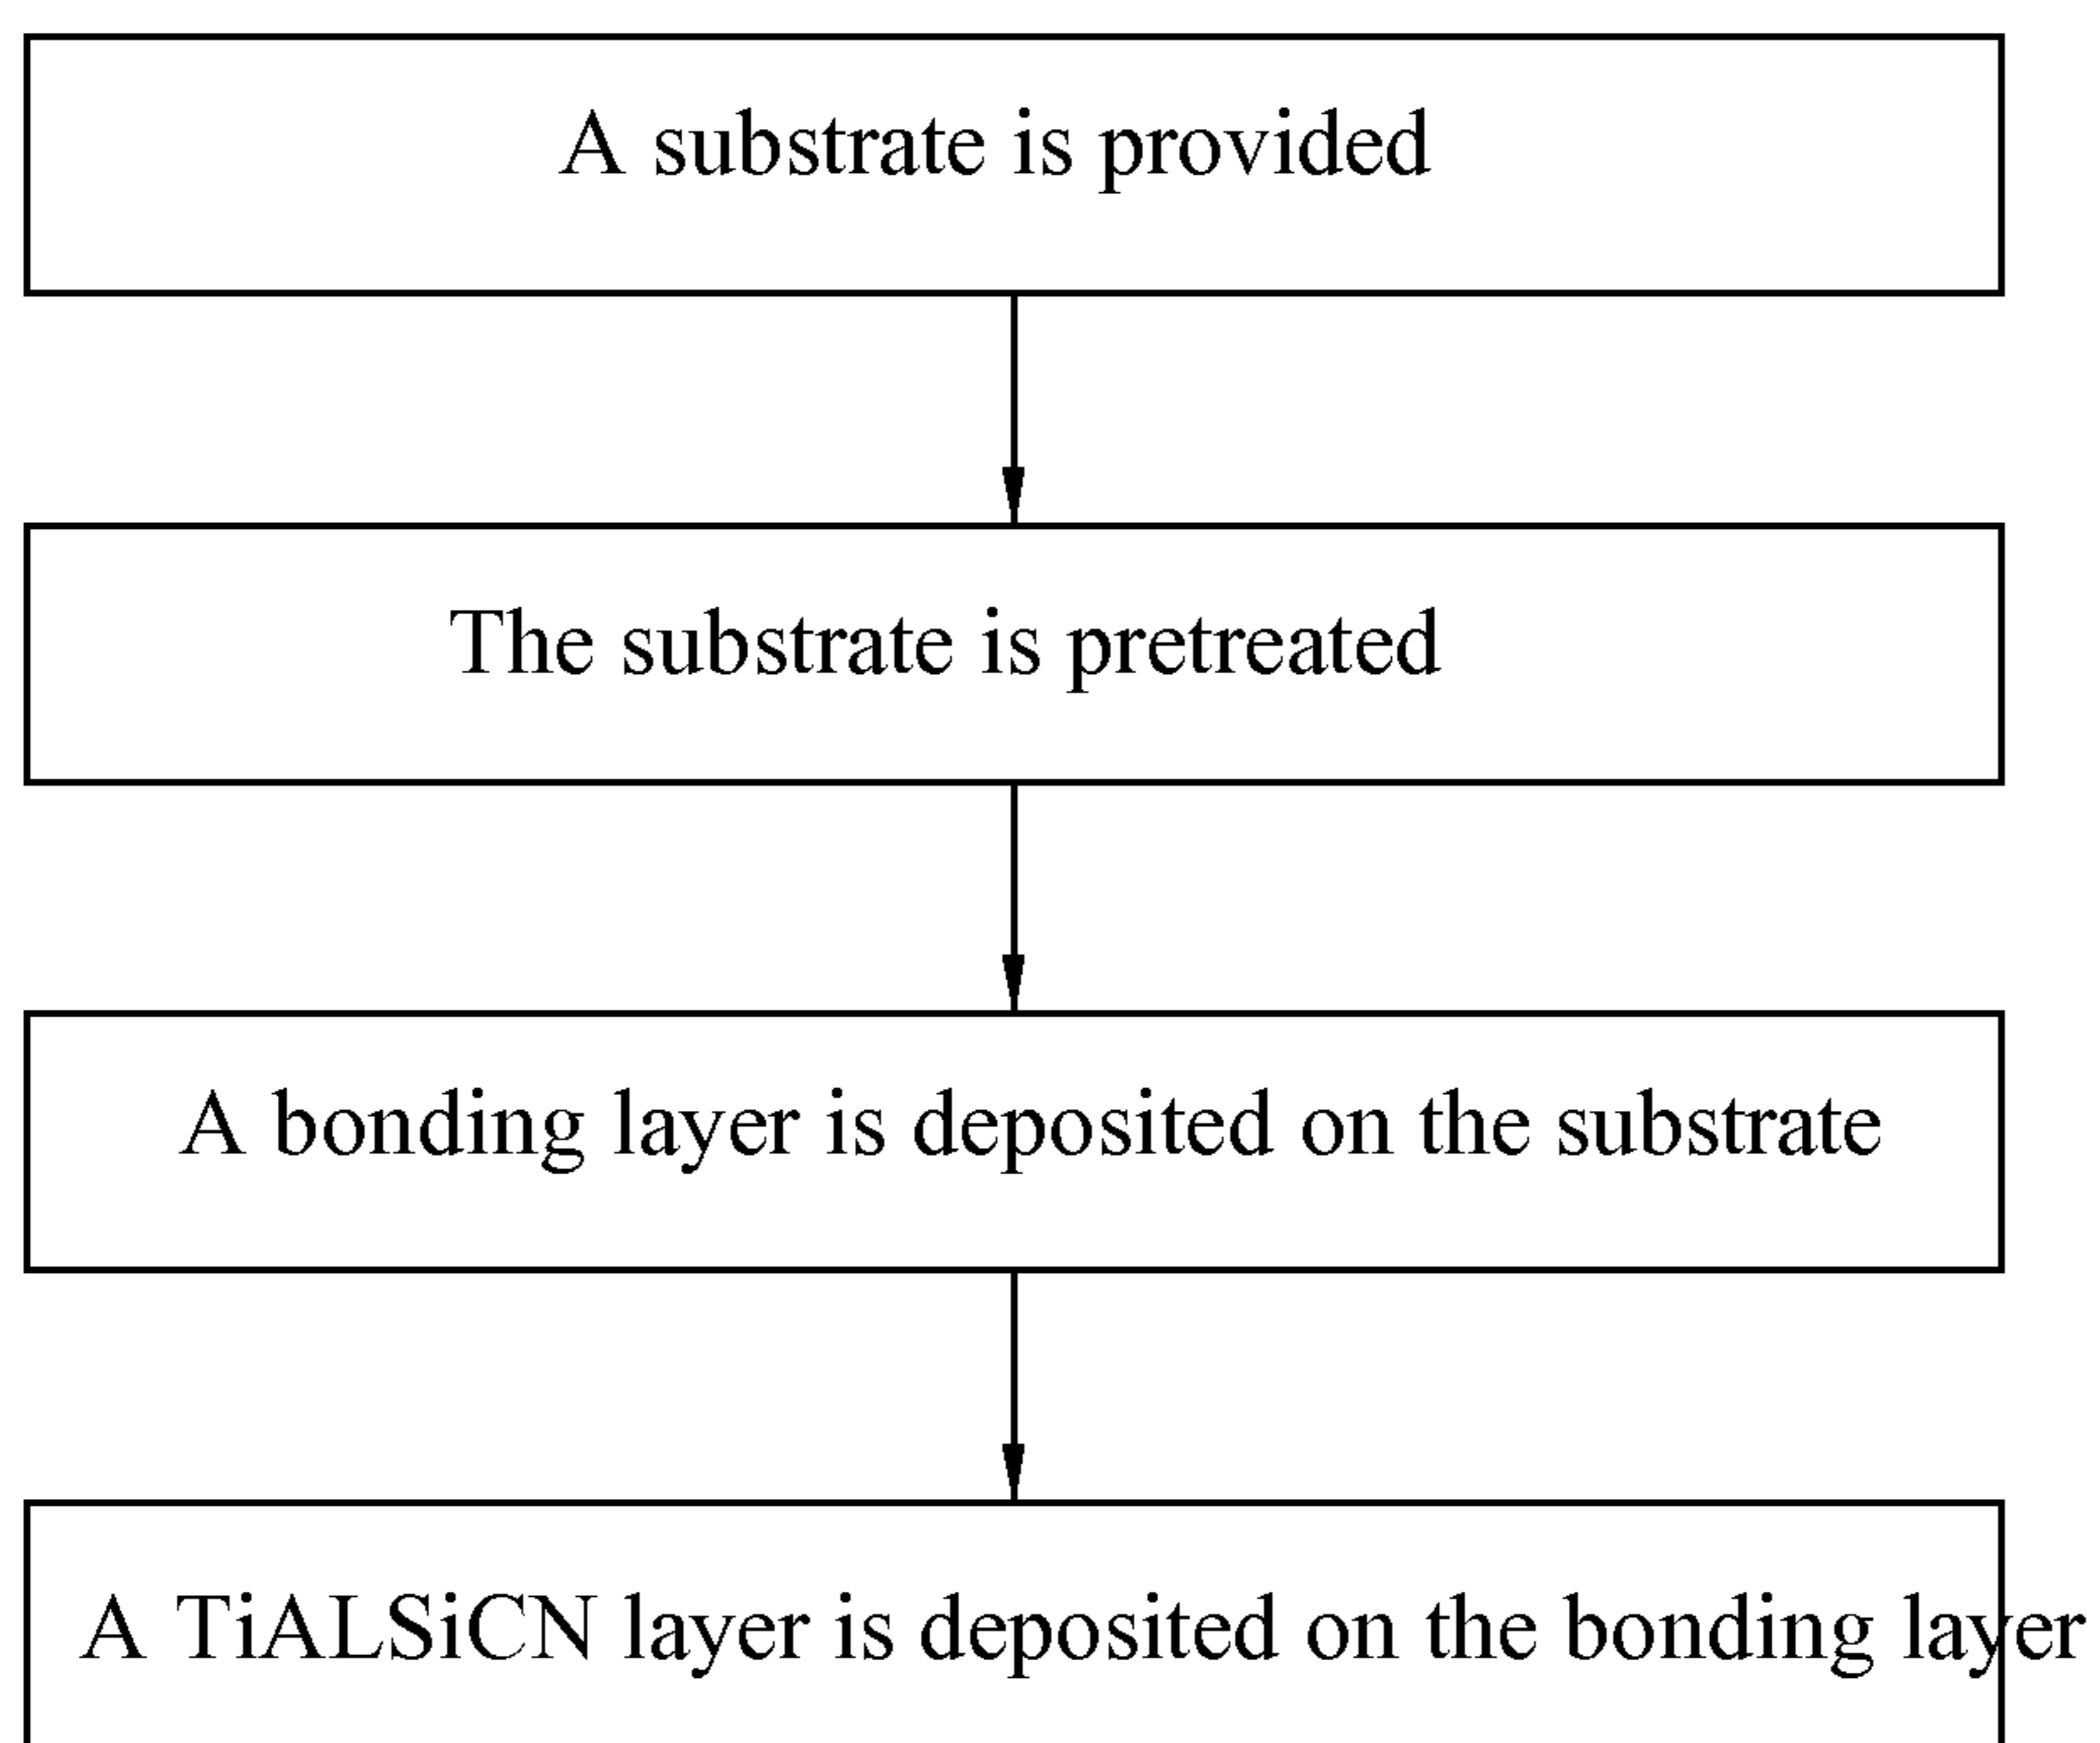 A substrate is provided
The substrate is pretreated
A bonding layer is deposited on the substrate
A TiALSiCN layer is deposited on the bonding layer